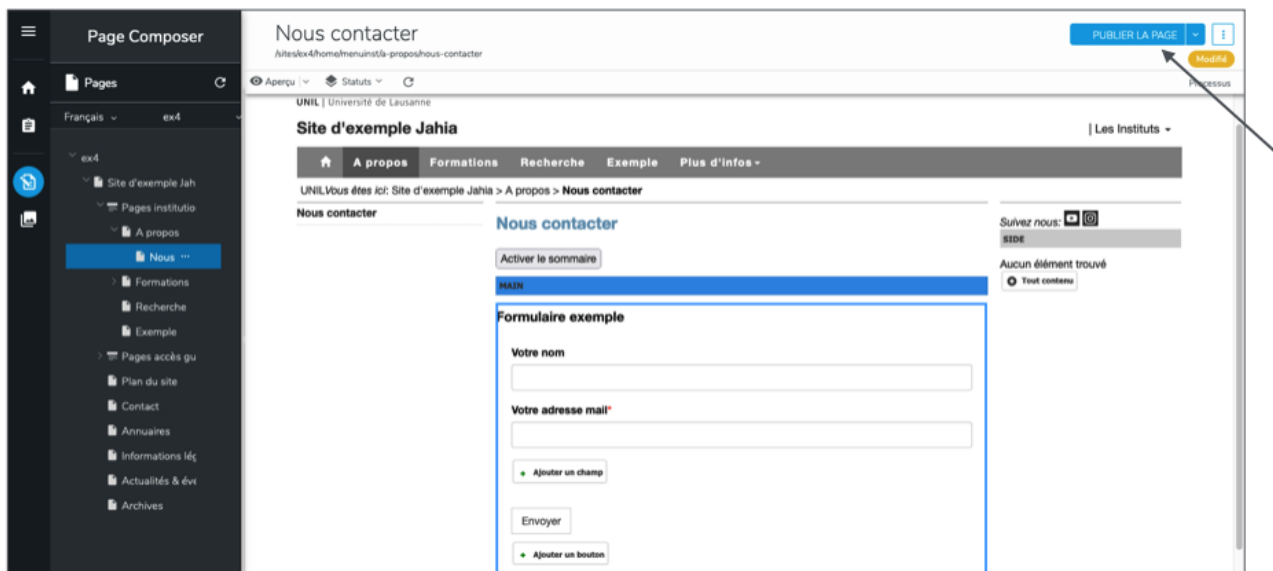 Page Composer
Pages
Français
ex4
ex4
Site d'exemple Jah
Pages institutio
A propos
Nous ...
Formations
Recherche
Exemple
Pages accès gu
Plan du site
Contact
Annuaires
Informations lég
Actualités & éve
Archives
Nous contacter
/sites/ex4/home/menuinst/a-propos/nous-contacter
PUBLIER LA PAGE
Modifié
Aperçu
Statuts
Processus
UNIL | Université de Lausanne
Site d'exemple Jahia
| Les Instituts
A propos Formations Recherche Exemple Plus d'infos
UNILVous êtes ici: Site d'exemple Jahia > A propos > Nous contacter
Nous contacter
Nous contacter
Activer le sommaire
MAIN
Formulaire exemple
Votre nom
Votre adresse mail*
+ Ajouter un champ
Envoyer
+ Ajouter un bouton
Suivez nous:
SIDE
Aucun élément trouvé
Tout contenu